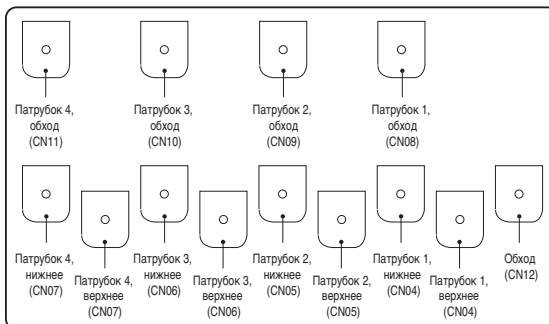 Патрубок 4,
обход
(CN11)
Патрубок 3,
обход
(CN10)
Патрубок 2,
обход
(CN09)
Патрубок 1,
обход
(CN08)
Патрубок 4,
нижнее
(CN07)
Патрубок 4,
верхнее
(CN07)
Патрубок 3,
нижнее
(CN06)
Патрубок 3,
верхнее
(CN06)
Патрубок 2,
нижнее
(CN05)
Патрубок 2,
верхнее
(CN05)
Патрубок 1,
нижнее
(CN04)
Патрубок 1,
верхнее
(CN04)
Обход
(CN12)